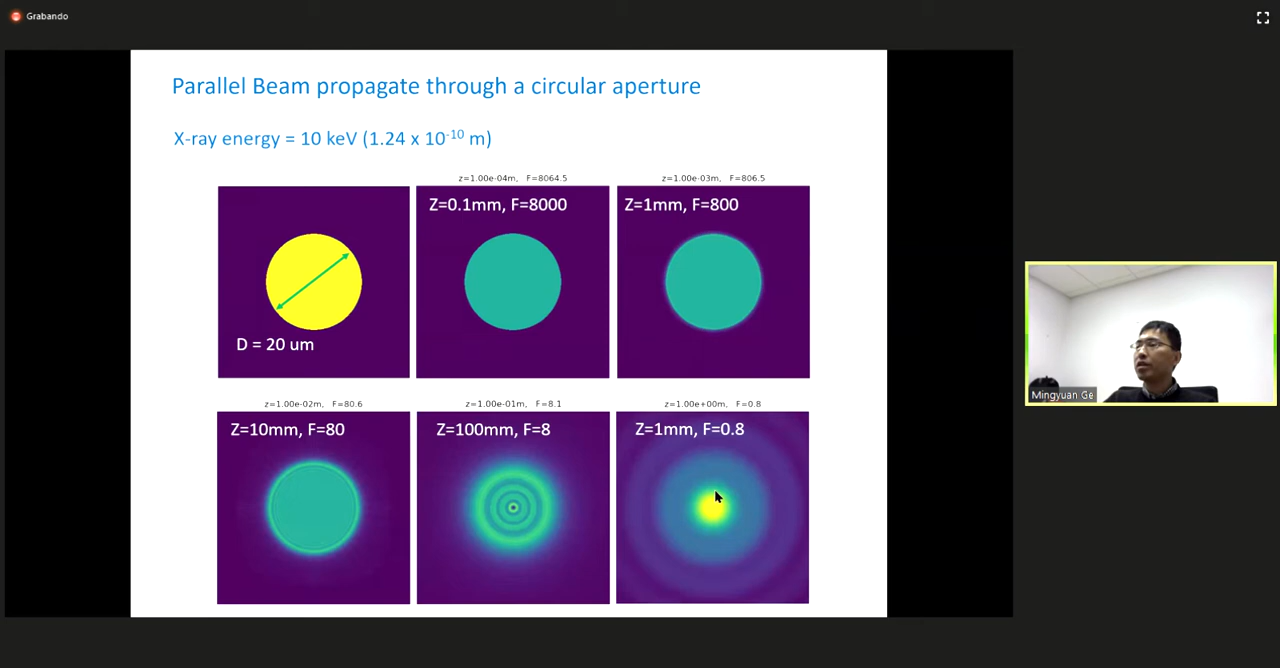 Grabando
Parallel Beam propagate through a circular aperture
X-ray energy = 10 keV (1.24 x 10⁻¹⁰ m)
D = 20 um
z=1.00e-04m, F=8064.5
Z=0.1mm, F=8000
z=1.00e-03m, F=806.5
Z=1mm, F=800
z=1.00e-02m, F=80.6
Z=10mm, F=80
z=1.00e-01m, F=8.1
Z=100mm, F=8
z=1.00e+00m, F=0.8
Z=1mm, F=0.8
Mingyuan Ge